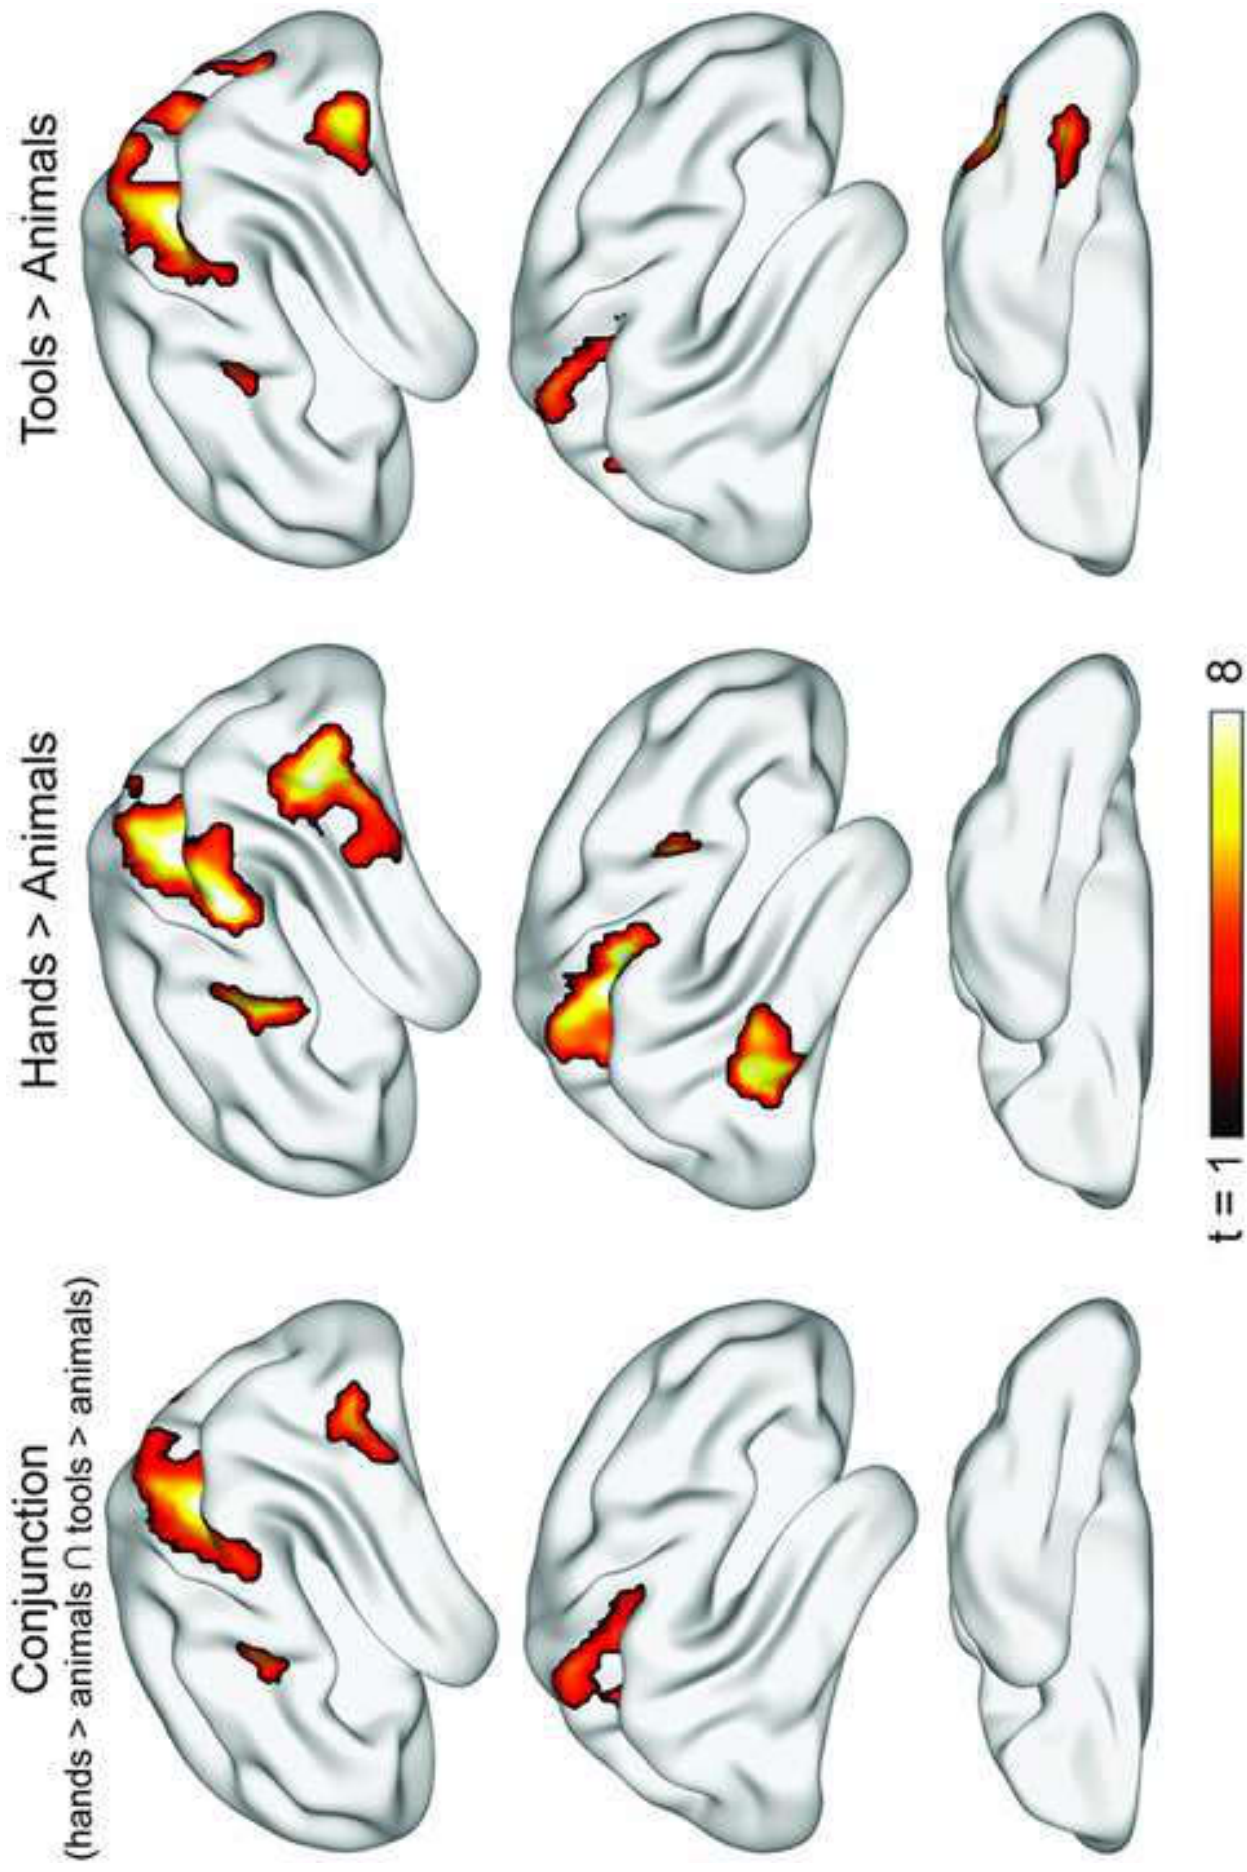 Conjunction
(hands > animals ∩ tools > animals)
Hands > Animals
Tools > Animals
t = 1 8